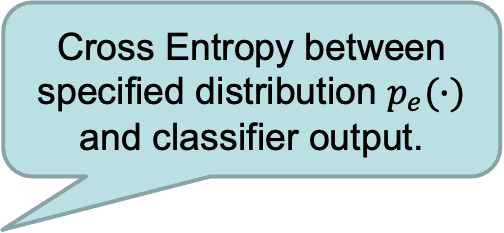 Cross Entropy between
specified distribution 𝑝ₑ(·)
and classifier output.